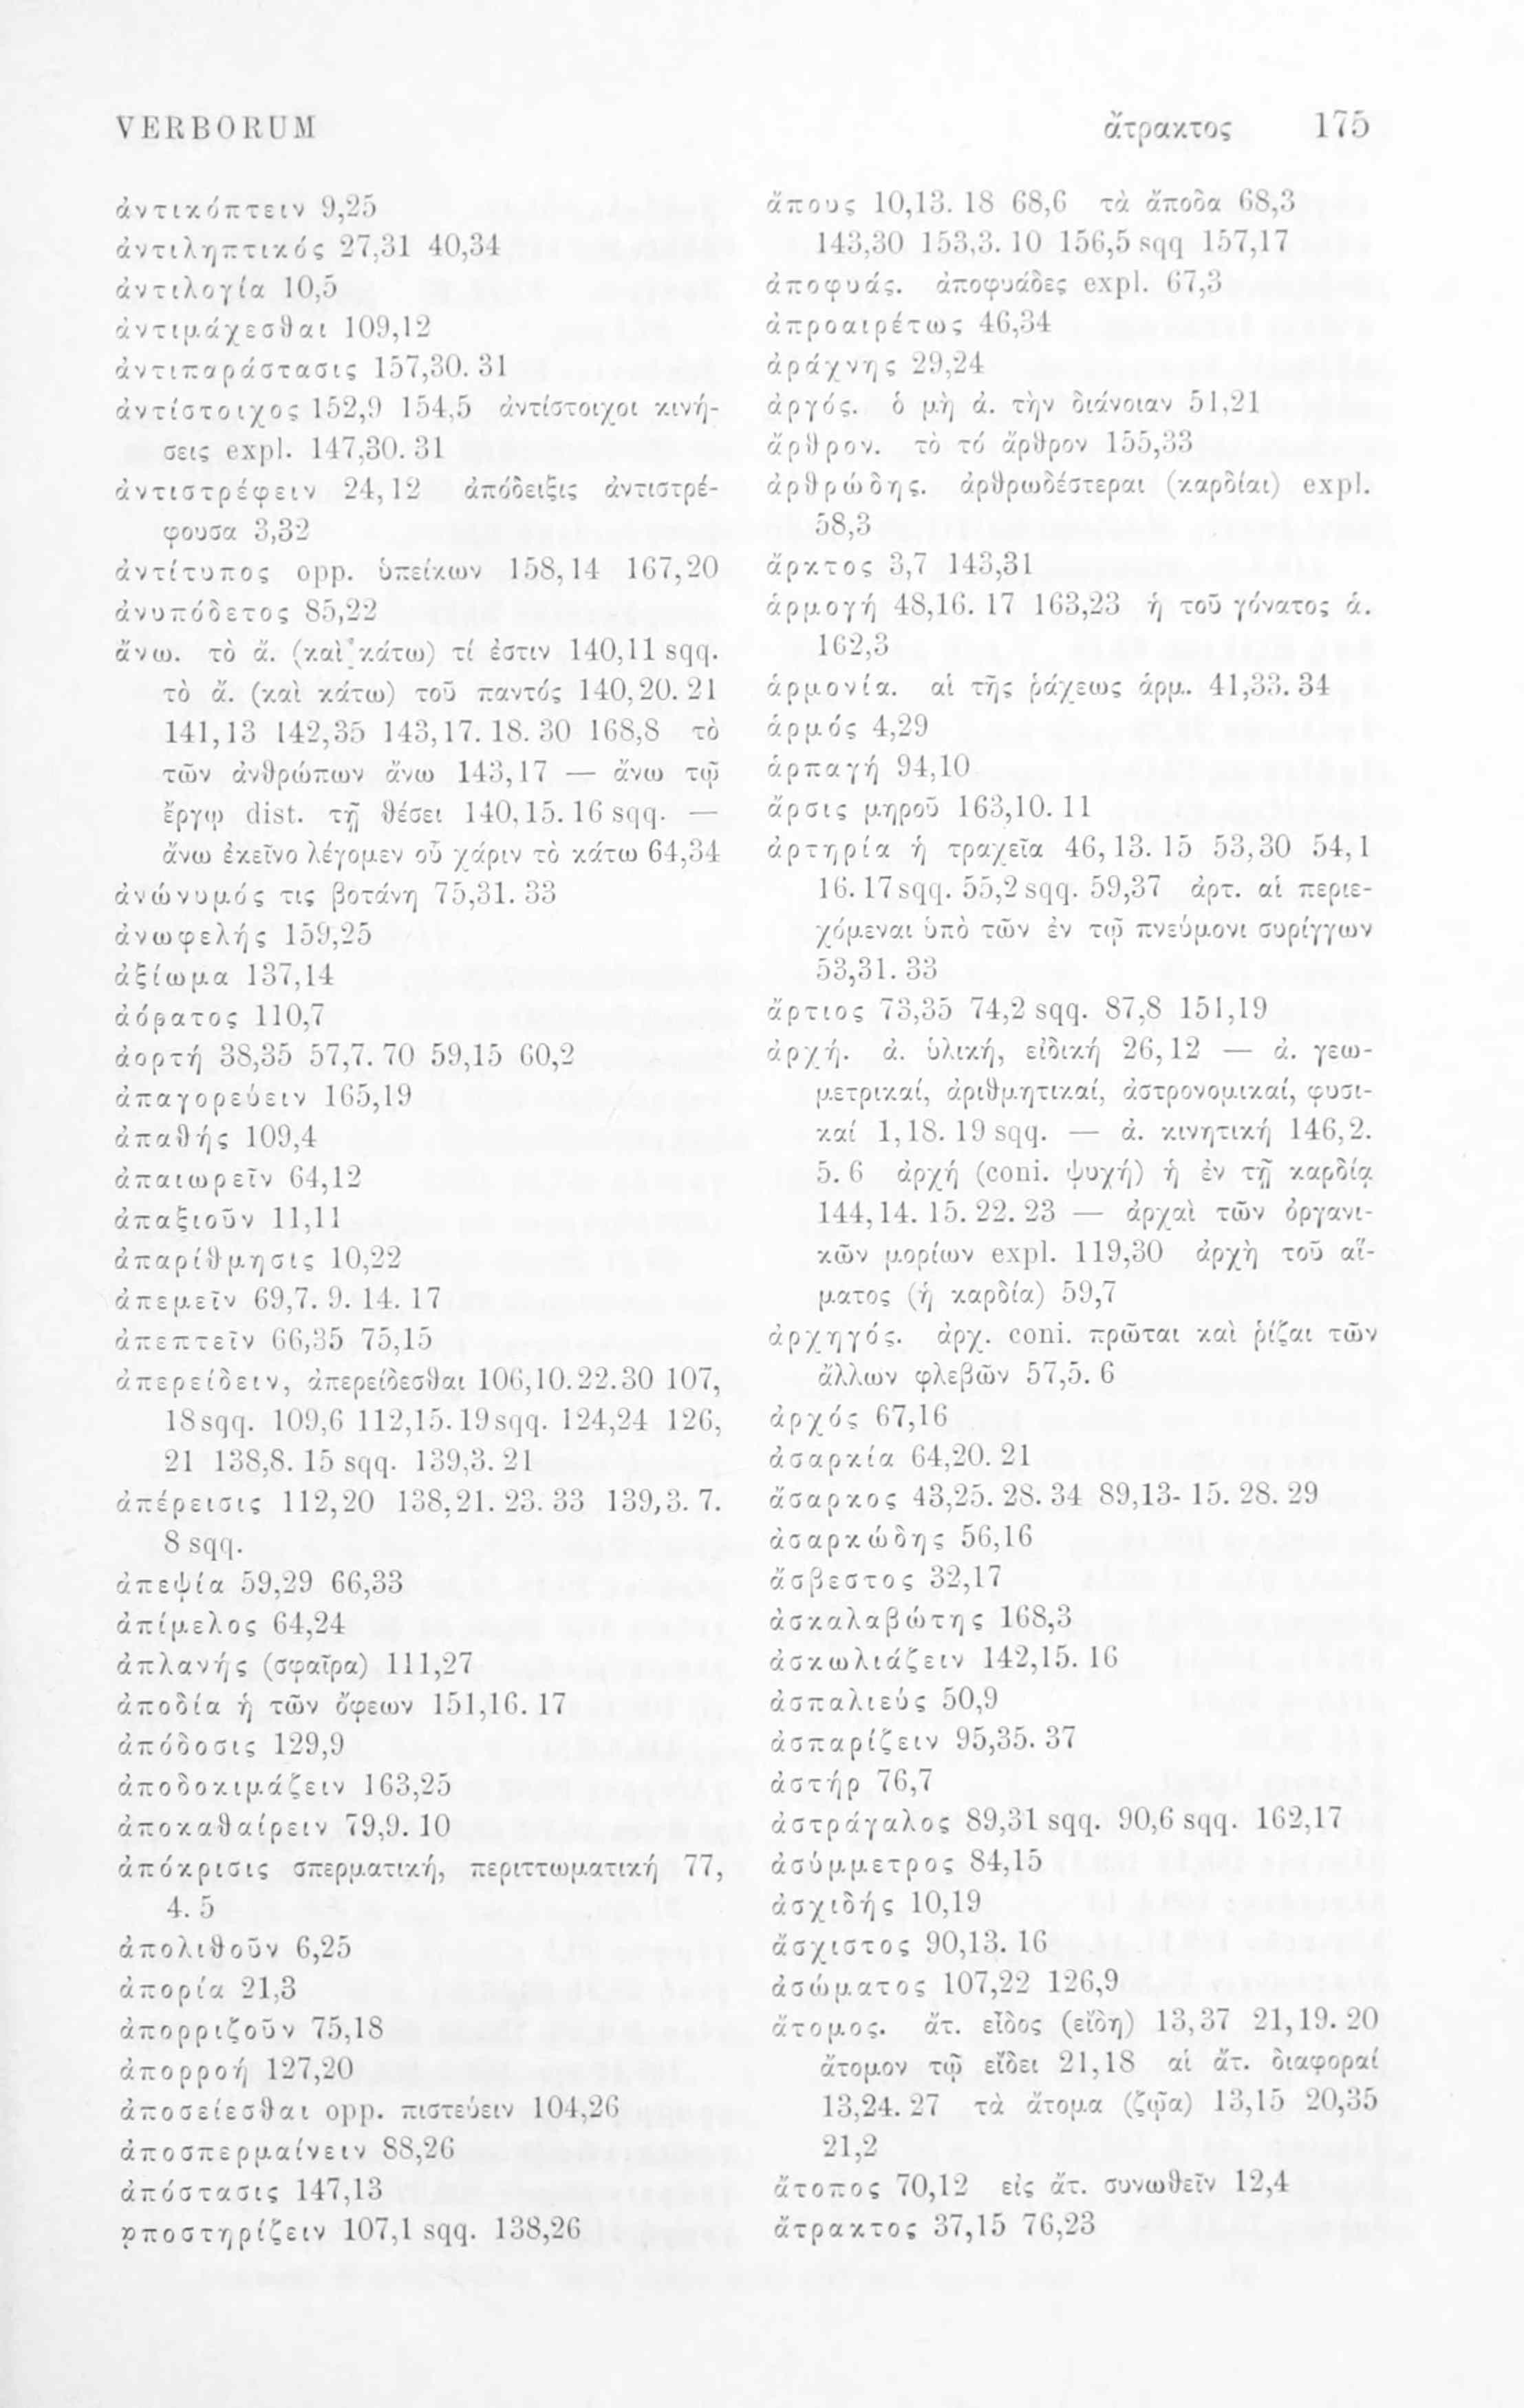 VERBORUM
ἄτρακτος 175
ἀντικόπτειν 9,25
ἀντιληπτικός 27,31 40,34
ἀντιλογία 10,5
ἀντιμάχεσθαι 109,12
ἀντιπαράστασις 157,30. 31
ἀντίστοιχος 152,9 154,5 ἀντίστοιχοι κινή-
σεις expl. 147,30. 31
ἀντιστρέφειν 24,12 ἀπόδειξις ἀντιστρέ-
φουσα 3,32
ἀντίτυπος opp. ὑπείκων 158,14 167,20
ἀνυπόδετος 85,22
ἄνω. τὸ ἄ. (καὶ κάτω) τί ἐστιν 140,11 sqq.
τὸ ἄ. (καὶ κάτω) τοῦ παντός 140,20. 21
141,13 142,35 143,17. 18. 30 168,8 τὸ
τῶν ἀνθρώπων ἄνω 143,17 — ἄνω τῷ
ἔργῳ dist. τῇ θέσει 140,15. 16 sqq. —
ἄνω ἐκεῖνο λέγομεν οὗ χάριν τὸ κάτω 64,34
ἀνώνυμός τις βοτάνη 75,31. 33
ἀνωφελής 159,25
ἀξίωμα 137,14
ἀόρατος 110,7
ἀορτή 38,35 57,7. 70 59,15 60,2
ἀπαγορεύειν 165,19
ἀπαθής 109,4
ἀπαιωρεῖν 64,12
ἀπαξιοῦν 11,11
ἀπαρίθμησις 10,22
ἀπεμεῖν 69,7. 9. 14. 17
ἀπεπτεῖν 66,35 75,15
ἀπερείδειν, ἀπερείδεσθαι 106,10. 22. 30 107,
18 sqq. 109,6 112,15. 19 sqq. 124,24 126,
21 138,8. 15 sqq. 139,3. 21
ἀπέρεισις 112,20 138,21. 23. 33 139,3. 7.
8 sqq.
ἀπεψία 59,29 66,33
ἀπίμελος 64,24
ἀπλανής (σφαῖρα) 111,27
ἀποδία ἡ τῶν ὄφεων 151,16. 17
ἀπόδοσις 129,9
ἀποδοκιμάζειν 163,25
ἀποκαθαίρειν 79,9. 10
ἀπόκρισις σπερματική, περιττωματική 77,
4. 5
ἀπολιθοῦν 6,25
ἀπορία 21,3
ἀπορριζοῦν 75,18
ἀπορροή 127,20
ἀποσείεσθαι opp. πιστεύειν 104,26
ἀποσπερμαίνειν 88,26
ἀπόστασις 147,13
ρποστηρίζειν 107,1 sqq. 138,26
ἄπους 10,13. 18 68,6 τὰ ἄποδα 68,3
143,30 153,3. 10 156,5 sqq 157,17
ἀποφυάς. ἀποφυάδες expl. 67,3
ἀπροαιρέτως 46,34
ἀράχνης 29,24
ἀργός. ὁ μὴ ἀ. τὴν διάνοιαν 51,21
ἄρθρον. τὸ τό ἄρθρον 155,33
ἀρθρώδης. ἀρθρωδέστεραι (καρδίαι) expl.
58,3
ἄρκτος 3,7 143,31
ἁρμογή 48,16. 17 163,23 ἡ τοῦ γόνατος ἁ.
162,3
ἁρμονία. αἱ τῆς ῥάχεως ἁρμ. 41,33. 34
ἁρμός 4,29
ἁρπαγή 94,10
ἄρσις μηροῦ 163,10. 11
ἀρτηρία ἡ τραχεῖα 46,13. 15 53,30 54,1
16. 17 sqq. 55,2 sqq. 59,37 ἀρτ. αἱ περιε-
χόμεναι ὑπὸ τῶν ἐν τῷ πνεύμονι συρίγγων
53,31. 33
ἄρτιος 73,35 74,2 sqq. 87,8 151,19
ἀρχή. ἀ. ὑλική, εἰδική 26,12 — ἀ. γεω-
μετρικαί, ἀριθμητικαί, ἀστρονομικαί, φυσι-
καί 1,18. 19 sqq. — ἀ. κινητική 146,2.
5. 6 ἀρχή (coni. ψυχή) ἡ ἐν τῇ καρδίᾳ
144,14. 15. 22. 23 — ἀρχαὶ τῶν ὀργανι-
κῶν μορίων expl. 119,30 ἀρχὴ τοῦ αἵ-
ματος (ἡ καρδία) 59,7
ἀρχηγός. ἀρχ. coni. πρῶται καὶ ῥίζαι τῶν
ἄλλων φλεβῶν 57,5. 6
ἀρχός 67,16
ἀσαρκία 64,20. 21
ἄσαρκος 43,25. 28. 34 89,13- 15. 28. 29
ἀσαρκώδης 56,16
ἄσβεστος 32,17
ἀσκαλαβώτης 168,3
ἀσκωλιάζειν 142,15. 16
ἀσπαλιεύς 50,9
ἀσπαρίζειν 95,35. 37
ἀστήρ 76,7
ἀστράγαλος 89,31 sqq. 90,6 sqq. 162,17
ἀσύμμετρος 84,15
ἀσχιδής 10,19
ἄσχιστος 90,13. 16
ἀσώματος 107,22 126,9
ἄτομος. ἄτ. εἶδος (εἴδη) 13,37 21,19. 20
ἄτομον τῷ εἴδει 21,18 αἱ ἄτ. διαφοραί
13,24. 27 τὰ ἄτομα (ζῷα) 13,15 20,35
21,2
ἄτοπος 70,12 εἰς ἄτ. συνωθεῖν 12,4
ἄτρακτος 37,15 76,23